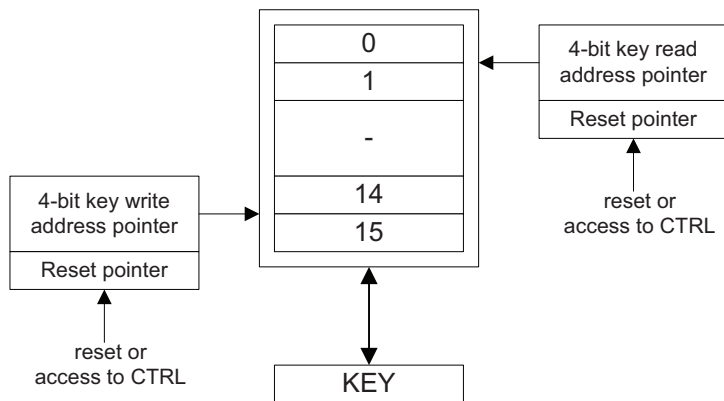 0
1
-
14
15
4-bit key read
address pointer
Reset pointer
reset or
access to CTRL
4-bit key write
address pointer
Reset pointer
reset or
access to CTRL
KEY